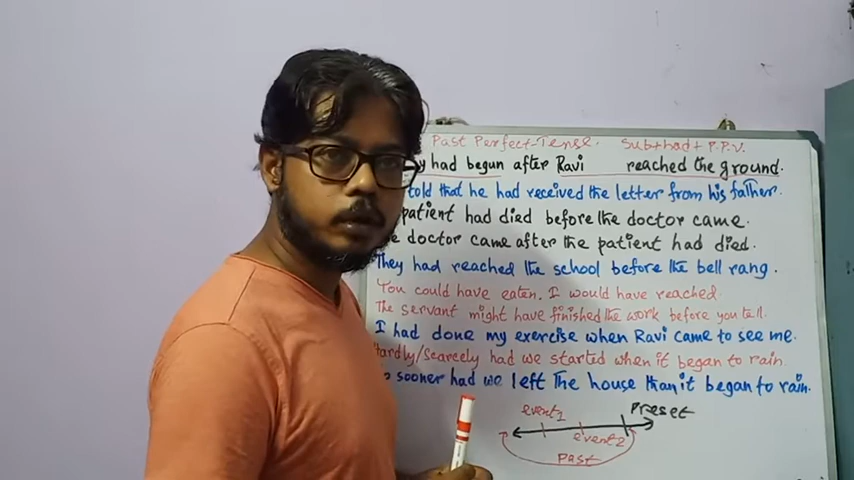 Past Perfect-Tense. Sub+had+P.P.V.
had begun after Ravi reached the ground.
told that he had received the letter from his father.
patient had died before the doctor came.
e doctor came after the patient had died.
They had reached the school before the bell rang
You could have eaten. I would have reached.
The servant might have finished the work before you tell.
I had done my exercise when Ravi came to see me.
ardly/Scarcely had we started when it began to rain.
sooner had we left the house than it began to rain.
event1 Preset
event2
Past